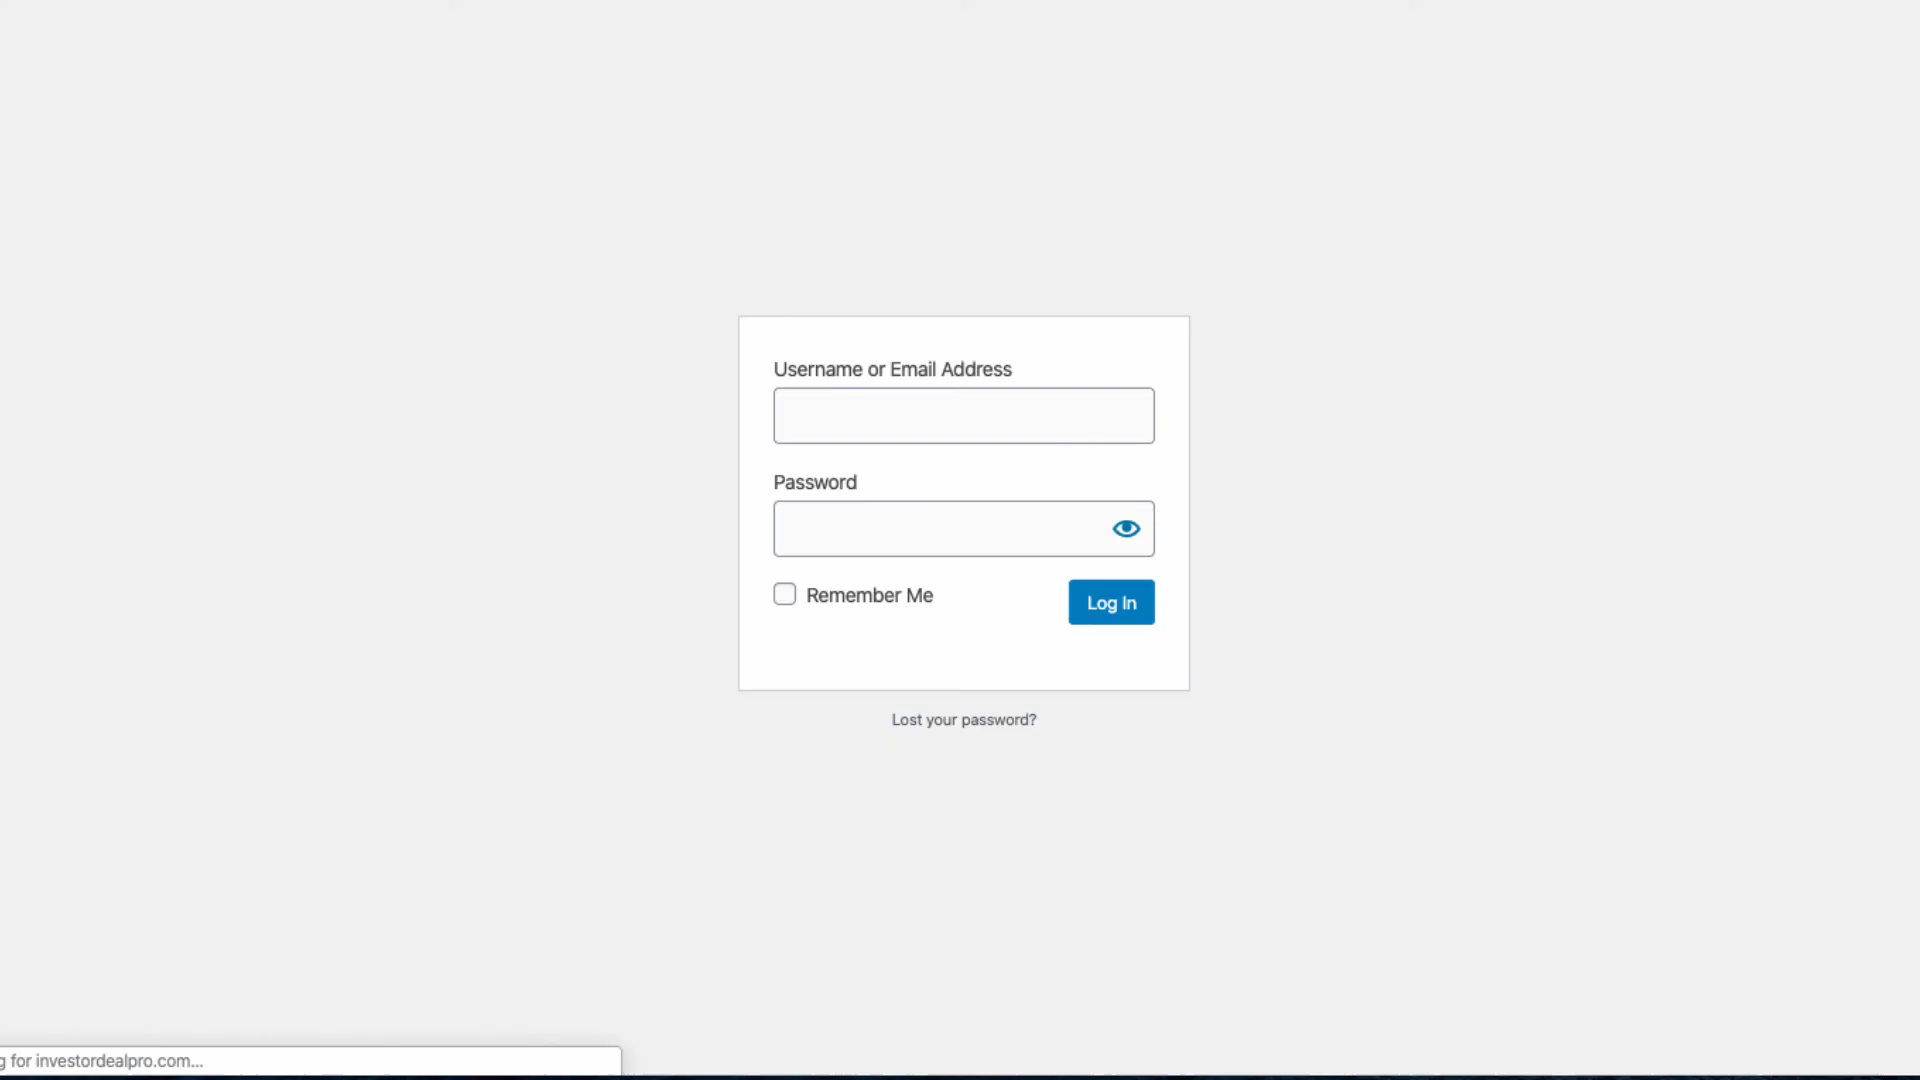 Username or Email Address
Password
Remember Me
Log In
Lost your password?
g for investordealpro.com...